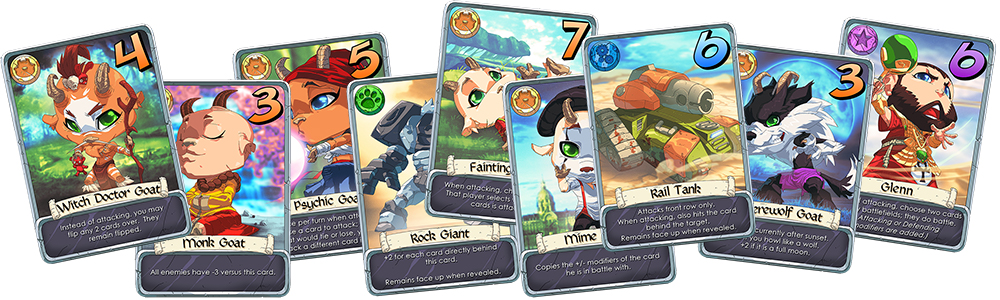 4
Witch Doctor Goat
Instead of attacking, you may
flip any 2 cards over. They
remain flipped.
3
Monk Goat
All enemies have -3 versus this card.
5
Psychic Goat
per turn when
a card to attack:
would tie or lose,
a different card
Rock Giant
+2 for each card directly behind
this card.
Remains face up when revealed.
7
Fainting
When attacking,
That player selects
cards is
Mime
Copies the +/- modifiers of the card
he is in battle with.
6
Rail Tank
Attacks front row only.
When attacking, also hits the card
behind the target.
Remains face up when revealed.
3
Goat
currently after sunset.
you howl like a wolf.
+2 if it is a full moon.
6
Glenn
attacking, choose two cards
battlefields; they do battle.
Attacking or Defending
modifiers are added.)